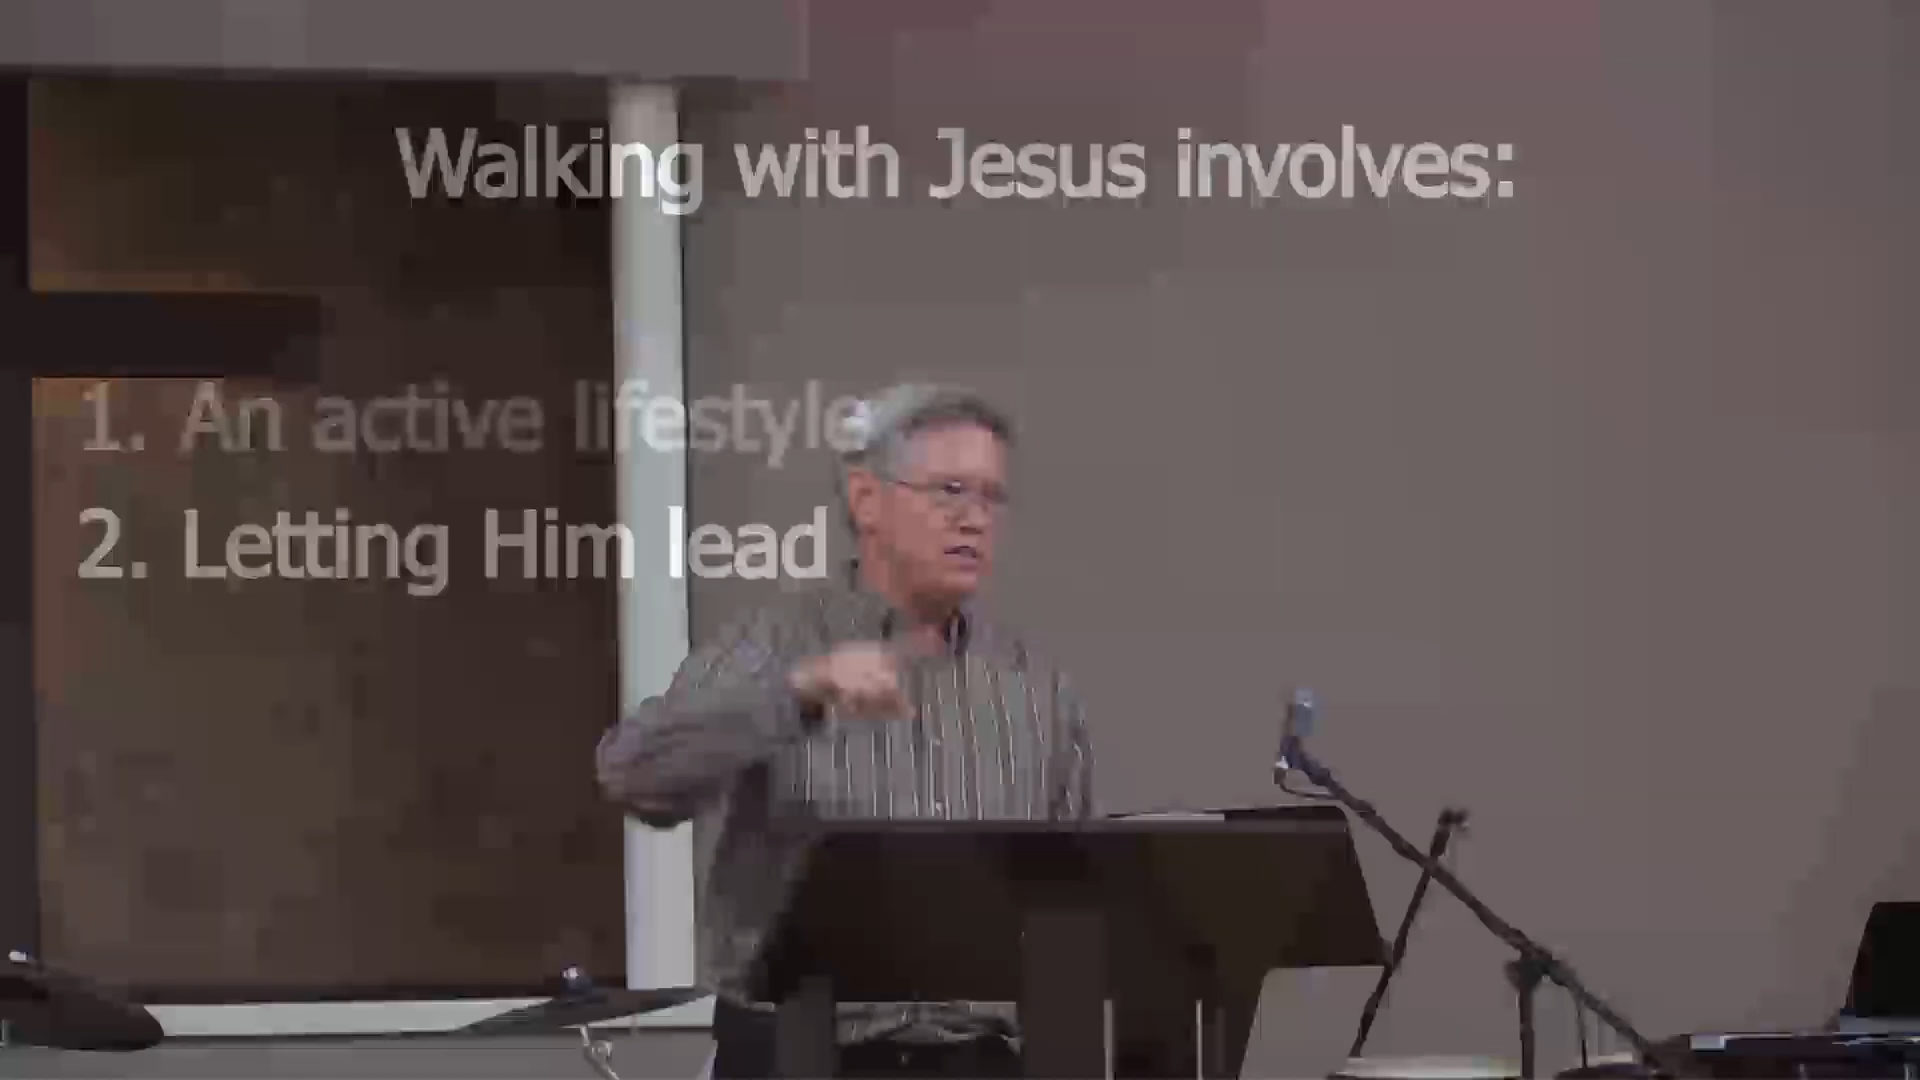 Walking with Jesus involves:
1. An active lifestyle
2. Letting Him lead